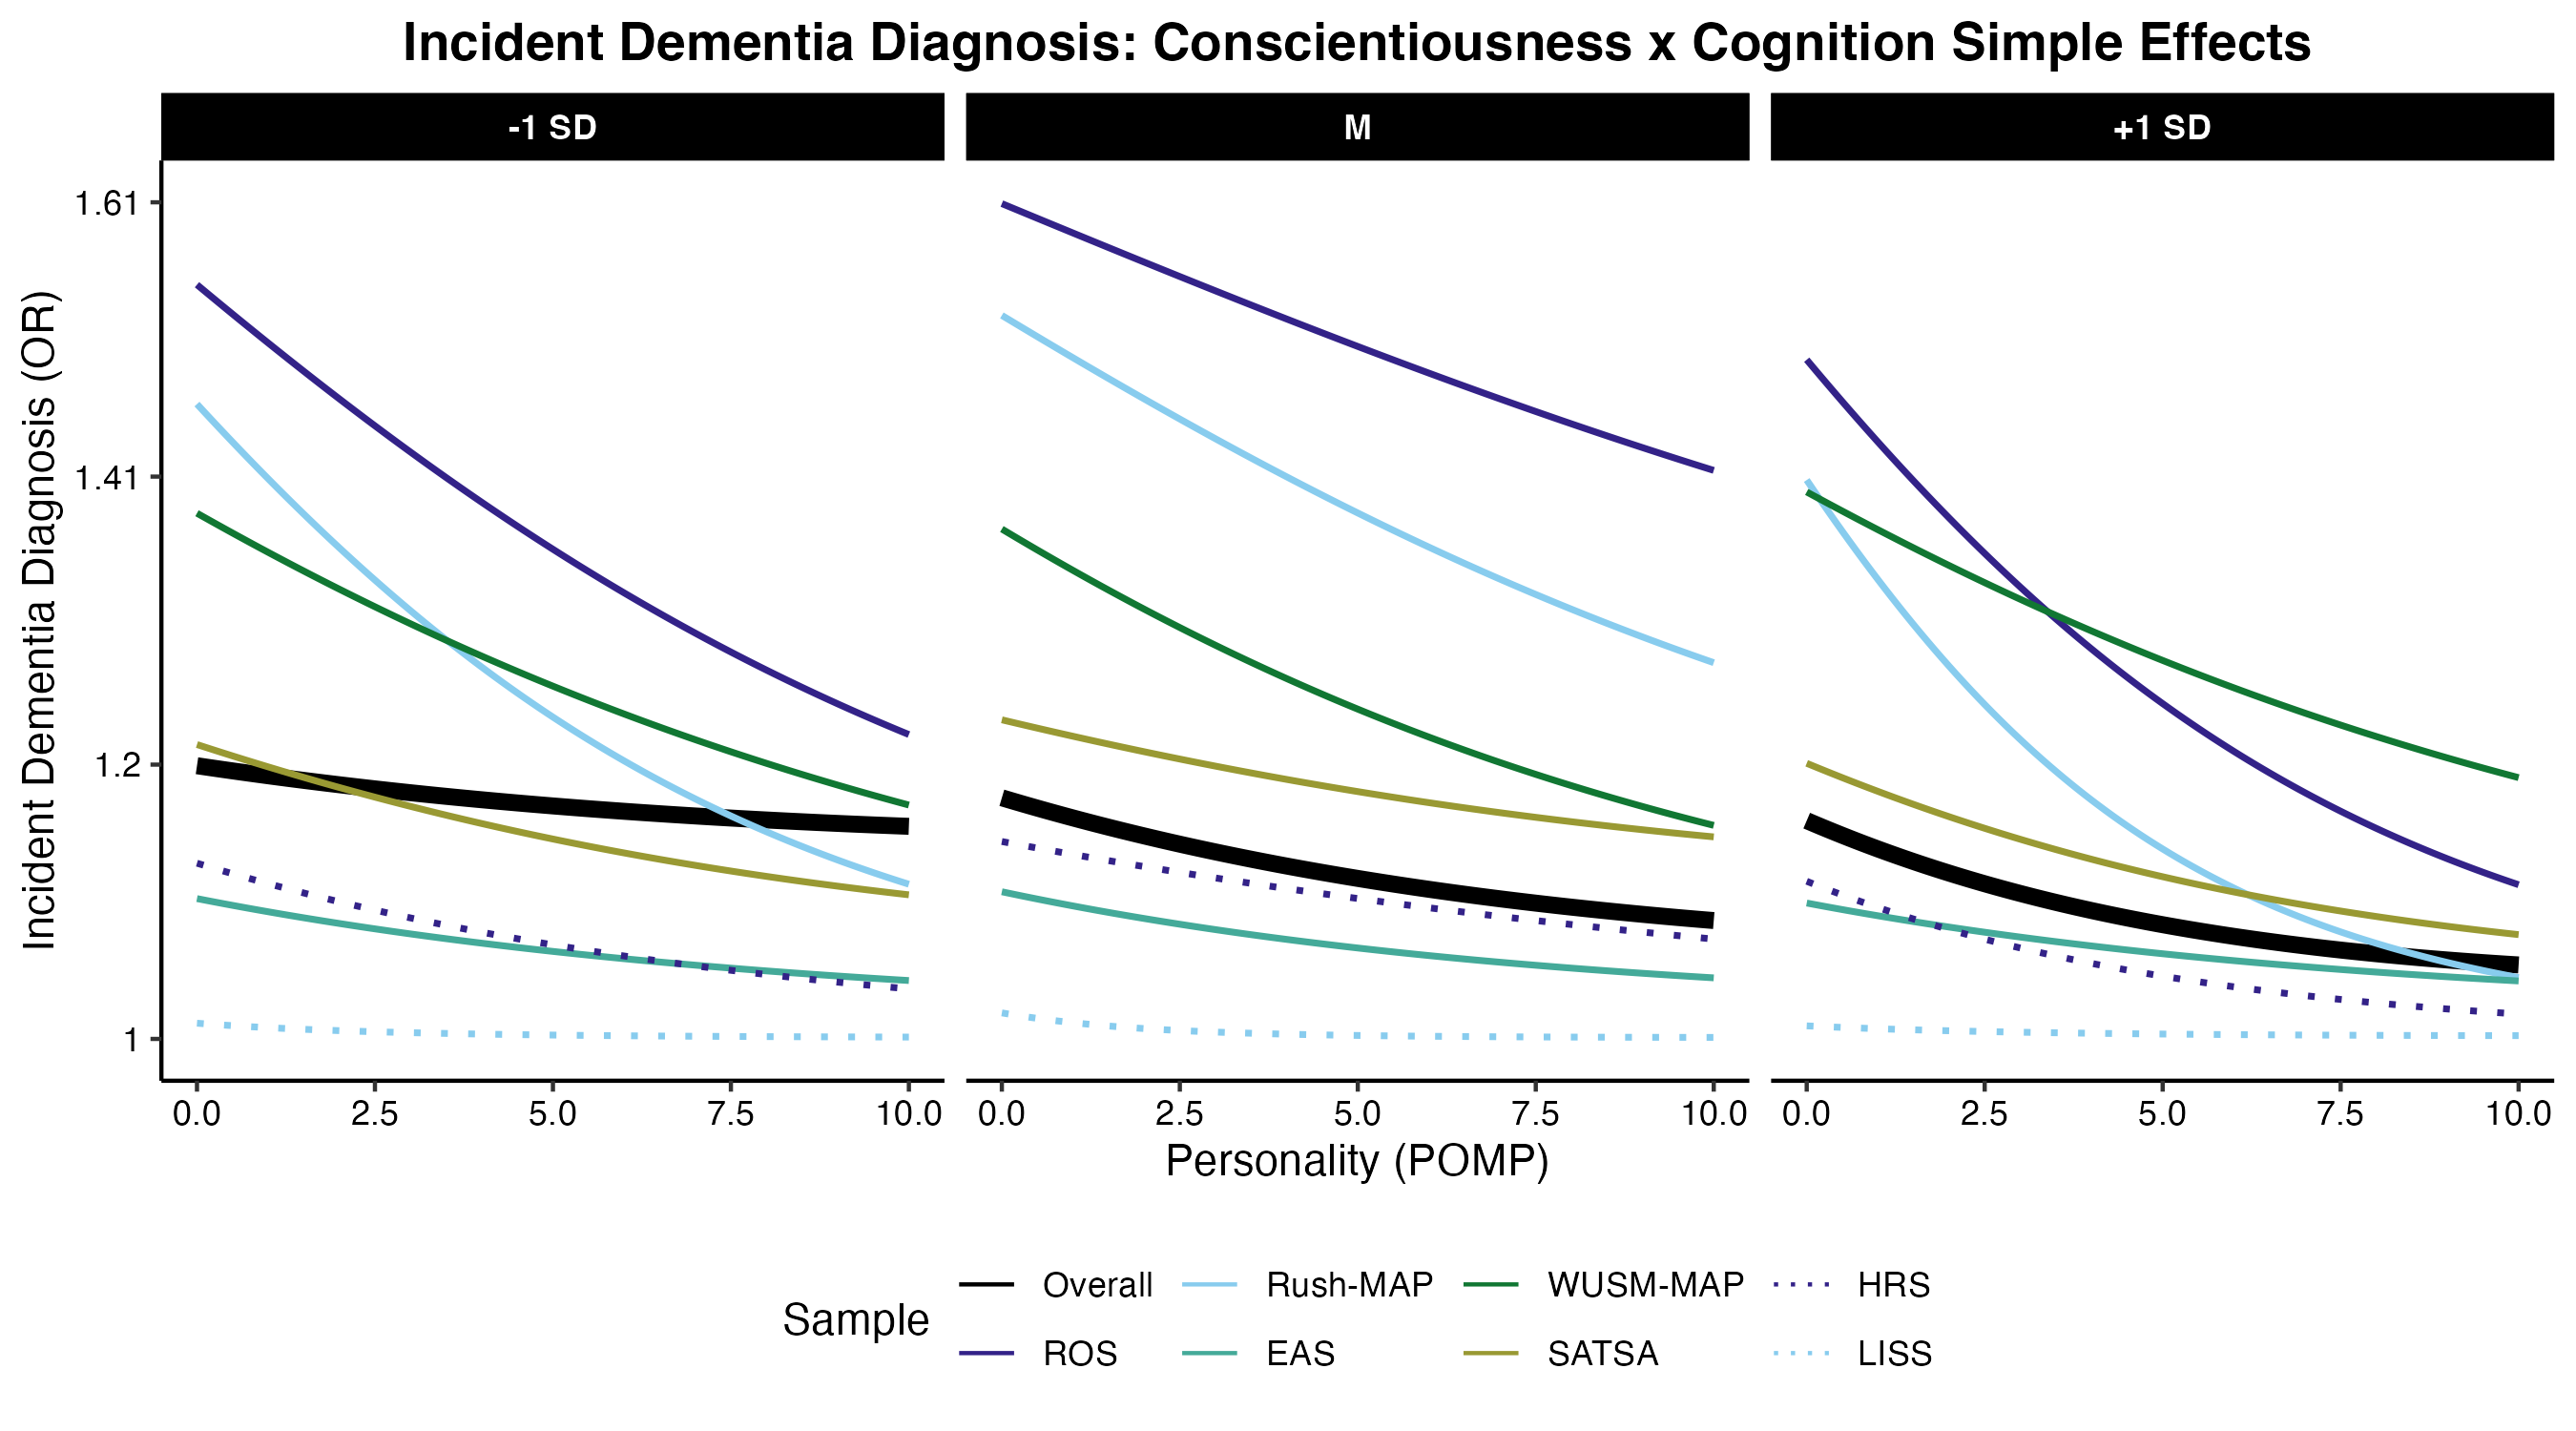 Incident Dementia Diagnosis: Conscientiousness x Cognition Simple Effects
-1 SD
M
+1 SD
Incident Dementia Diagnosis (OR)
1.61
1.41
1.2
1
0.0 2.5 5.0 7.5 10.0
0.0 2.5 5.0 7.5 10.0
0.0 2.5 5.0 7.5 10.0
Personality (POMP)
Sample
Overall Rush-MAP WUSM-MAP HRS
ROS EAS SATSA LISS